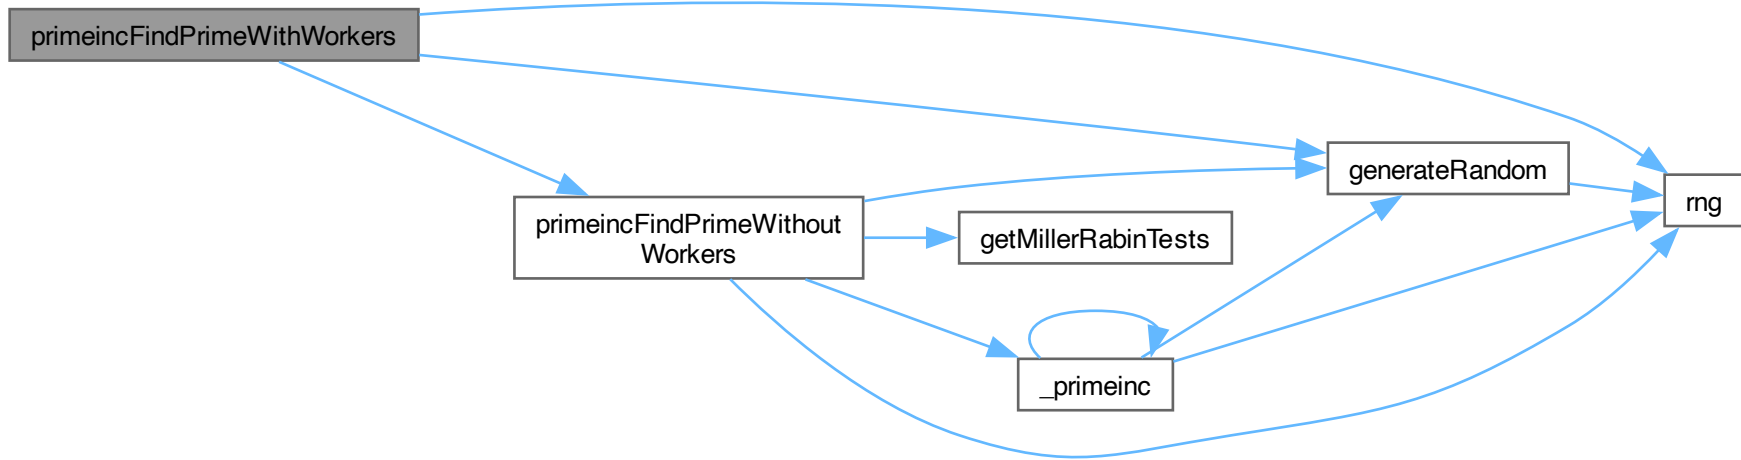 primeincFindPrimeWithWorkers
primeincFindPrimeWithout
Workers
generateRandom
getMillerRabinTests
_primeinc
rng